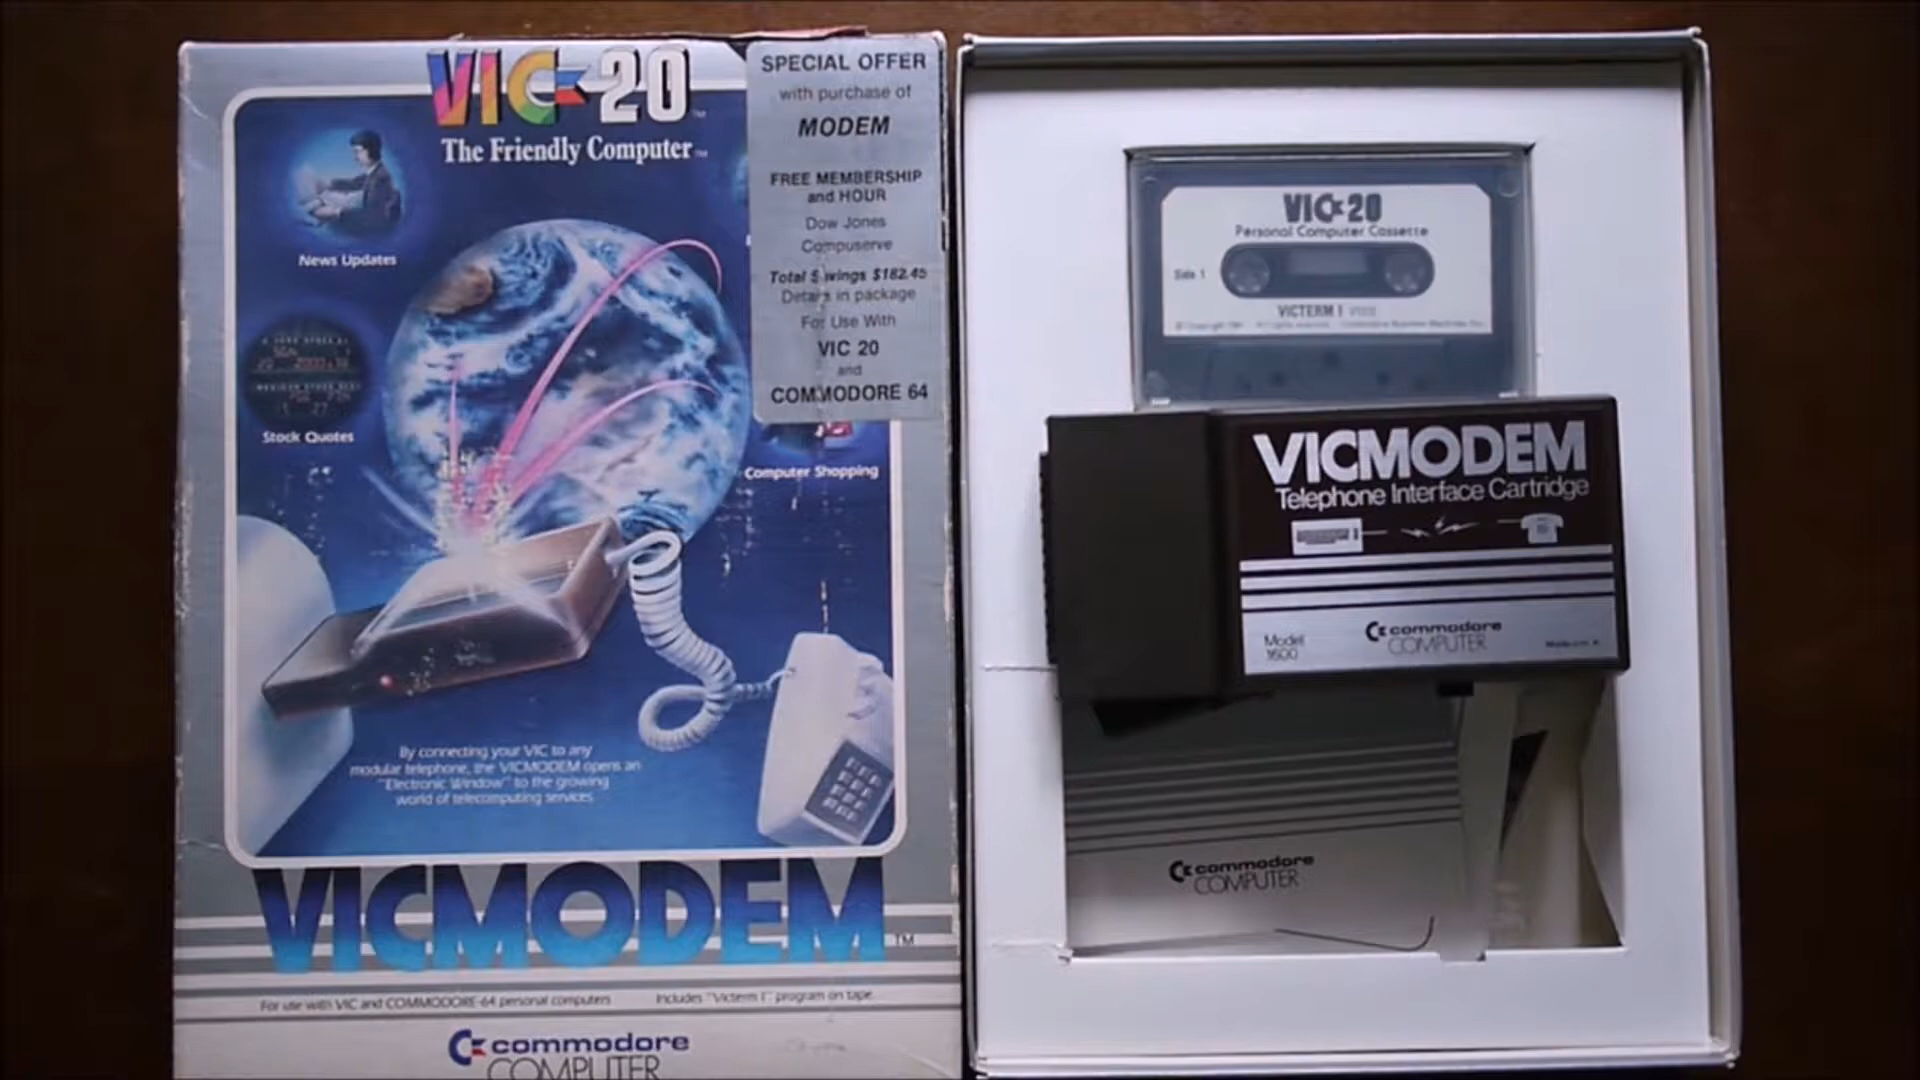 VIC-20
TM
The Friendly Computer
TM
News Updates
Stock Quotes
Computer Shopping
SPECIAL OFFER
with purchase of
MODEM
FREE MEMBERSHIP
and HOUR
Dow Jones
Compuserve
Total Savings $182.45
Details in package
For Use With
VIC 20
and
COMMODORE 64
By connecting your VIC to any
modular telephone, the VICMODEM opens an
"Electronic Window" to the growing
world of telecomputing services
VICMODEM
TM
For use with VIC and COMMODORE-64 personal computers
Includes "Victerm I" program on tape
commodore
COMPUTER
VIC-20
Personal Computer Cassette
Side 1
VICTERM I
VICMODEM
Telephone Interface Cartridge
Model
1600
commodore
COMPUTER
commodore
COMPUTER